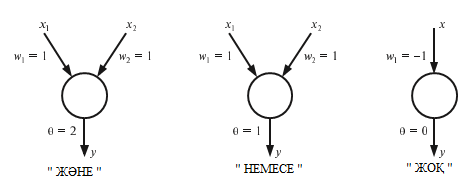 x₁ x₂ x₁ x₂ x
w₁ = 1 w₂ = 1 w₁ = 1 w₂ = 1 w₁ = −1
θ = 2 θ = 1 θ = 0
y y y
" ЖӘНЕ " " НЕМЕСЕ " " ЖОҚ "